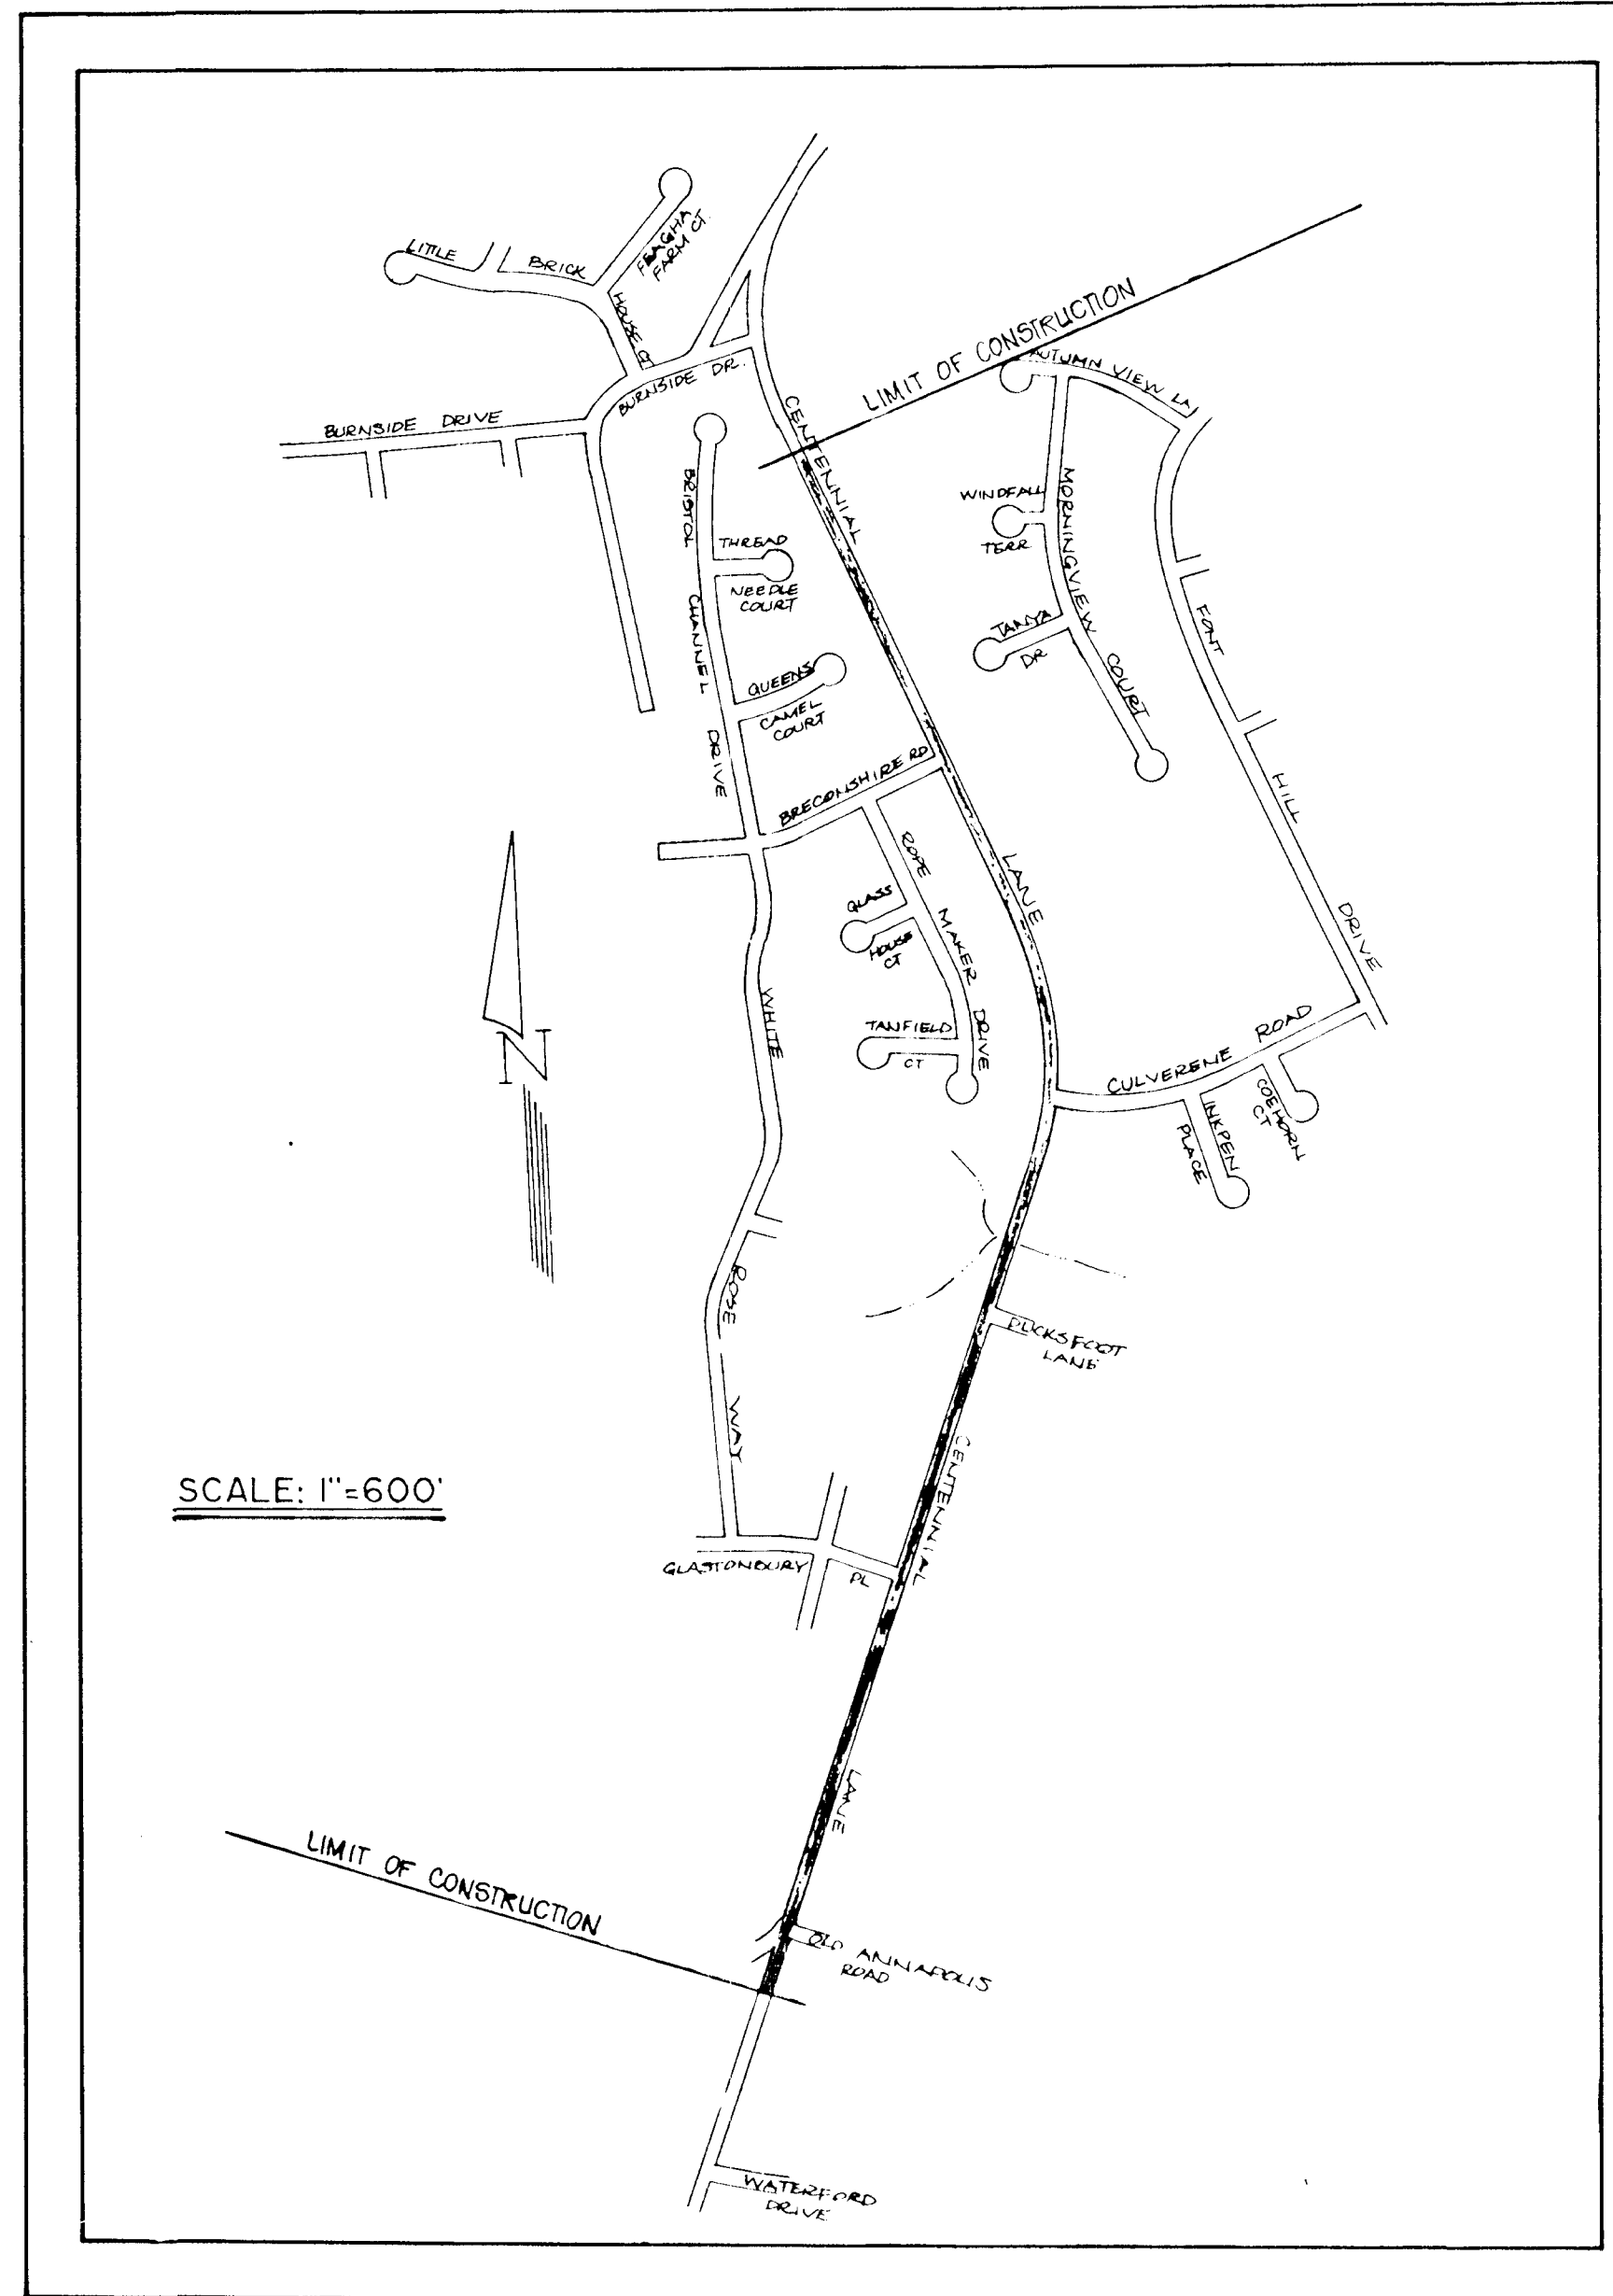 LITTLE BRICK HOUSE CT
FEAGHA
FARM CT.
BURNSIDE DR.
BURNSIDE DRIVE
LIMIT OF CONSTRUCTION
AUTUMN VIEW LA
CENTENNIAL LANE
BRISTOL CHANNEL DRIVE
THREAD
NEEDLE
COURT
WINDFALL
TERR
MORNINGVIEW COURT
TANYA
DR
FONT HILL DRIVE
QUEENS
CAMEL
COURT
BRECONSHIRE RD
ROPE MAKER DRIVE
GLASS
HOUSE
CT
TANFIELD
CT
WHITE ROSE WAY
N
CULVERENE ROAD
INKPEN
PLACE
COEHORN
CT
DUCKSFOOT
LANE
CENTENNIAL LANE
SCALE: 1"=600'
GLASTONBURY PL
LIMIT OF CONSTRUCTION
OLD ANNAPOLIS
ROAD
WATERFORD
DRIVE